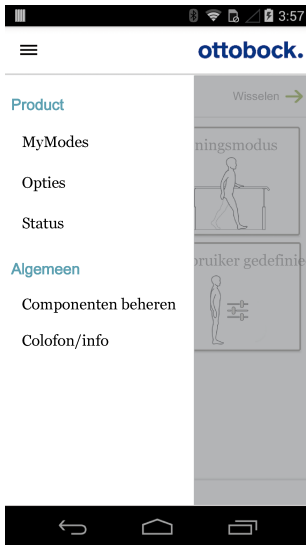 3:57
ottobock.
Product
Wisselen
MyModes
ningsmodus
Opties
Status
bruiker gedefinie
Algemeen
Componenten beheren
Colofon/info